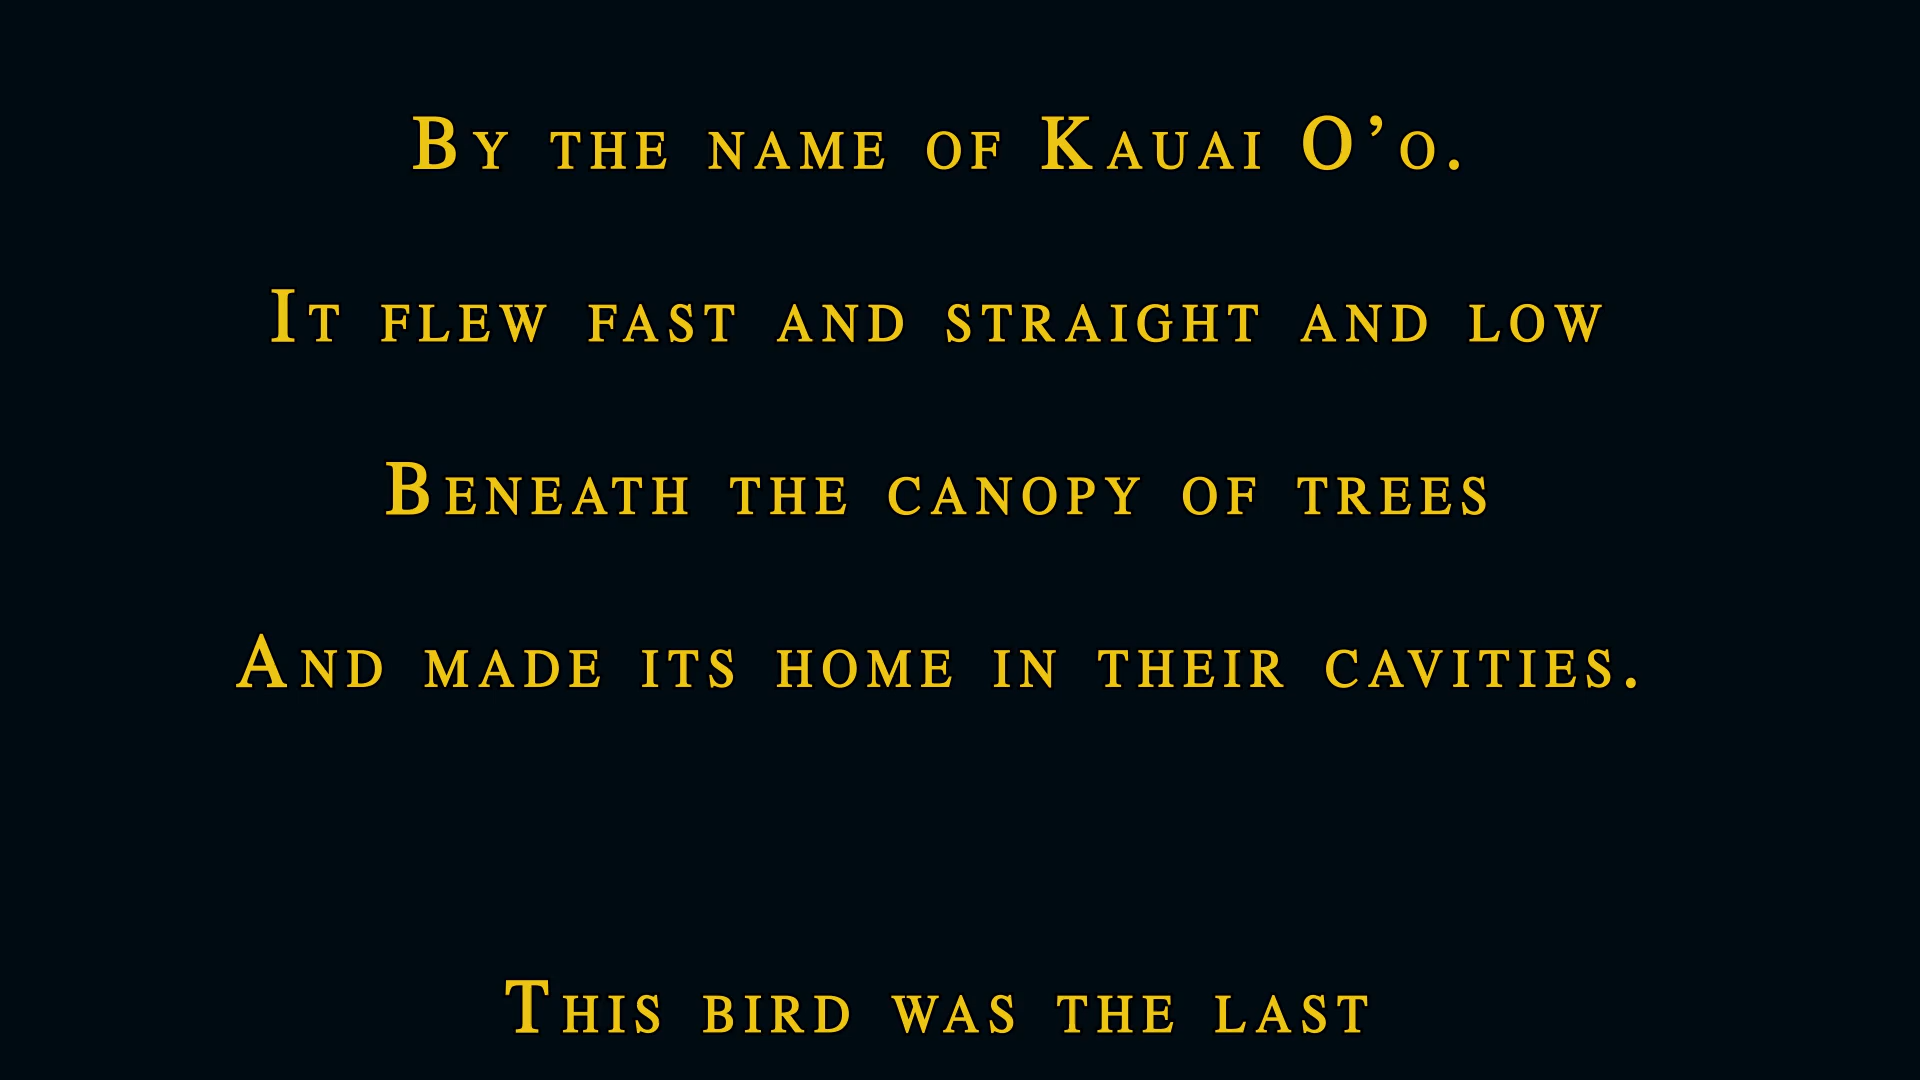 By the name of Kauai O’o.
It flew fast and straight and low
Beneath the canopy of trees
And made its home in their cavities.
This bird was the last